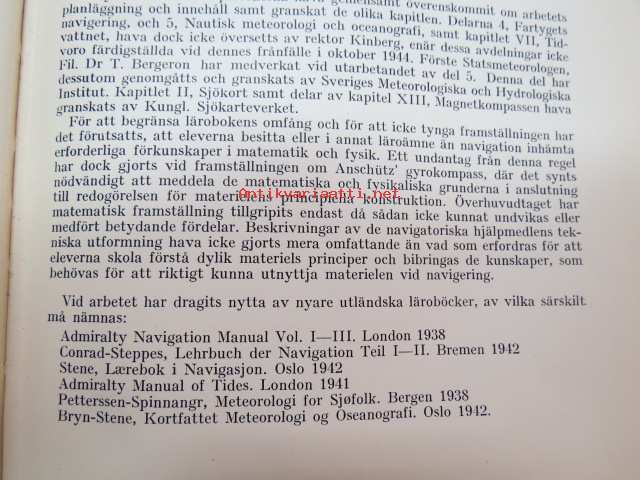 gemensamt överenskommit om arbetets
planläggning och innehåll samt granskat de olika kapitlen. Delarna 4, Fartygets
navigering, och 5, Nautisk meteorologi och oceanografi, samt kapitlet VII, Tid-
vattnet, hava dock icke översetts av rektor Kinberg, enär dessa avdelningar icke
voro färdigställda vid dennes frånfälle i oktober 1944. Förste Statsmeteorologen,
Fil. Dr T. Bergeron har medverkat vid utarbetandet av del 5. Denna del har
dessutom genomgåtts och granskats av Sveriges Meteorologiska och Hydrologiska
Institut. Kapitlet II, Sjökort samt delar av kapitel XIII, Magnetkompassen hava
granskats av Kungl. Sjökarteverket.
För att begränsa lärobokens omfång och för att icke tynga framställningen har
det förutsatts, att eleverna besitta eller i annat läroämne än navigation inhämta
erforderliga förkunskaper i matematik och fysik. Ett undantag från denna regel
har dock gjorts vid framställningen om Anschütz’ gyrokompass, där det synts
nödvändigt att meddela de matematiska och fysikaliska grunderna i anslutning
till redogörelsen för materielens principiella konstruktion. Överhuvudtaget har
matematisk framställning tillgripits endast då sådan icke kunnat undvikas eller
medfört betydande fördelar. Beskrivningar av de navigatoriska hjälpmedlens tek-
niska utformning hava icke gjorts mera omfattande än vad som erfordras för att
eleverna skola förstå dylik materiels principer och bibringas de kunskaper, som
behövas för att riktigt kunna utnyttja materielen vid navigering.
Vid arbetet har dragits nytta av nyare utländska läroböcker, av vilka särskilt
må nämnas:
Admiralty Navigation Manual Vol. I—III. London 1938
Conrad-Steppes, Lehrbuch der Navigation Teil I—II. Bremen 1942
Stene, Lærebok i Navigasjon. Oslo 1942
Admiralty Manual of Tides. London 1941
Petterssen-Spinnangr, Meteorologi for Sjøfolk. Bergen 1938
Bryn-Stene, Kortfattet Meteorologi og Oseanografi. Oslo 1942.
Antikvariaatti.net